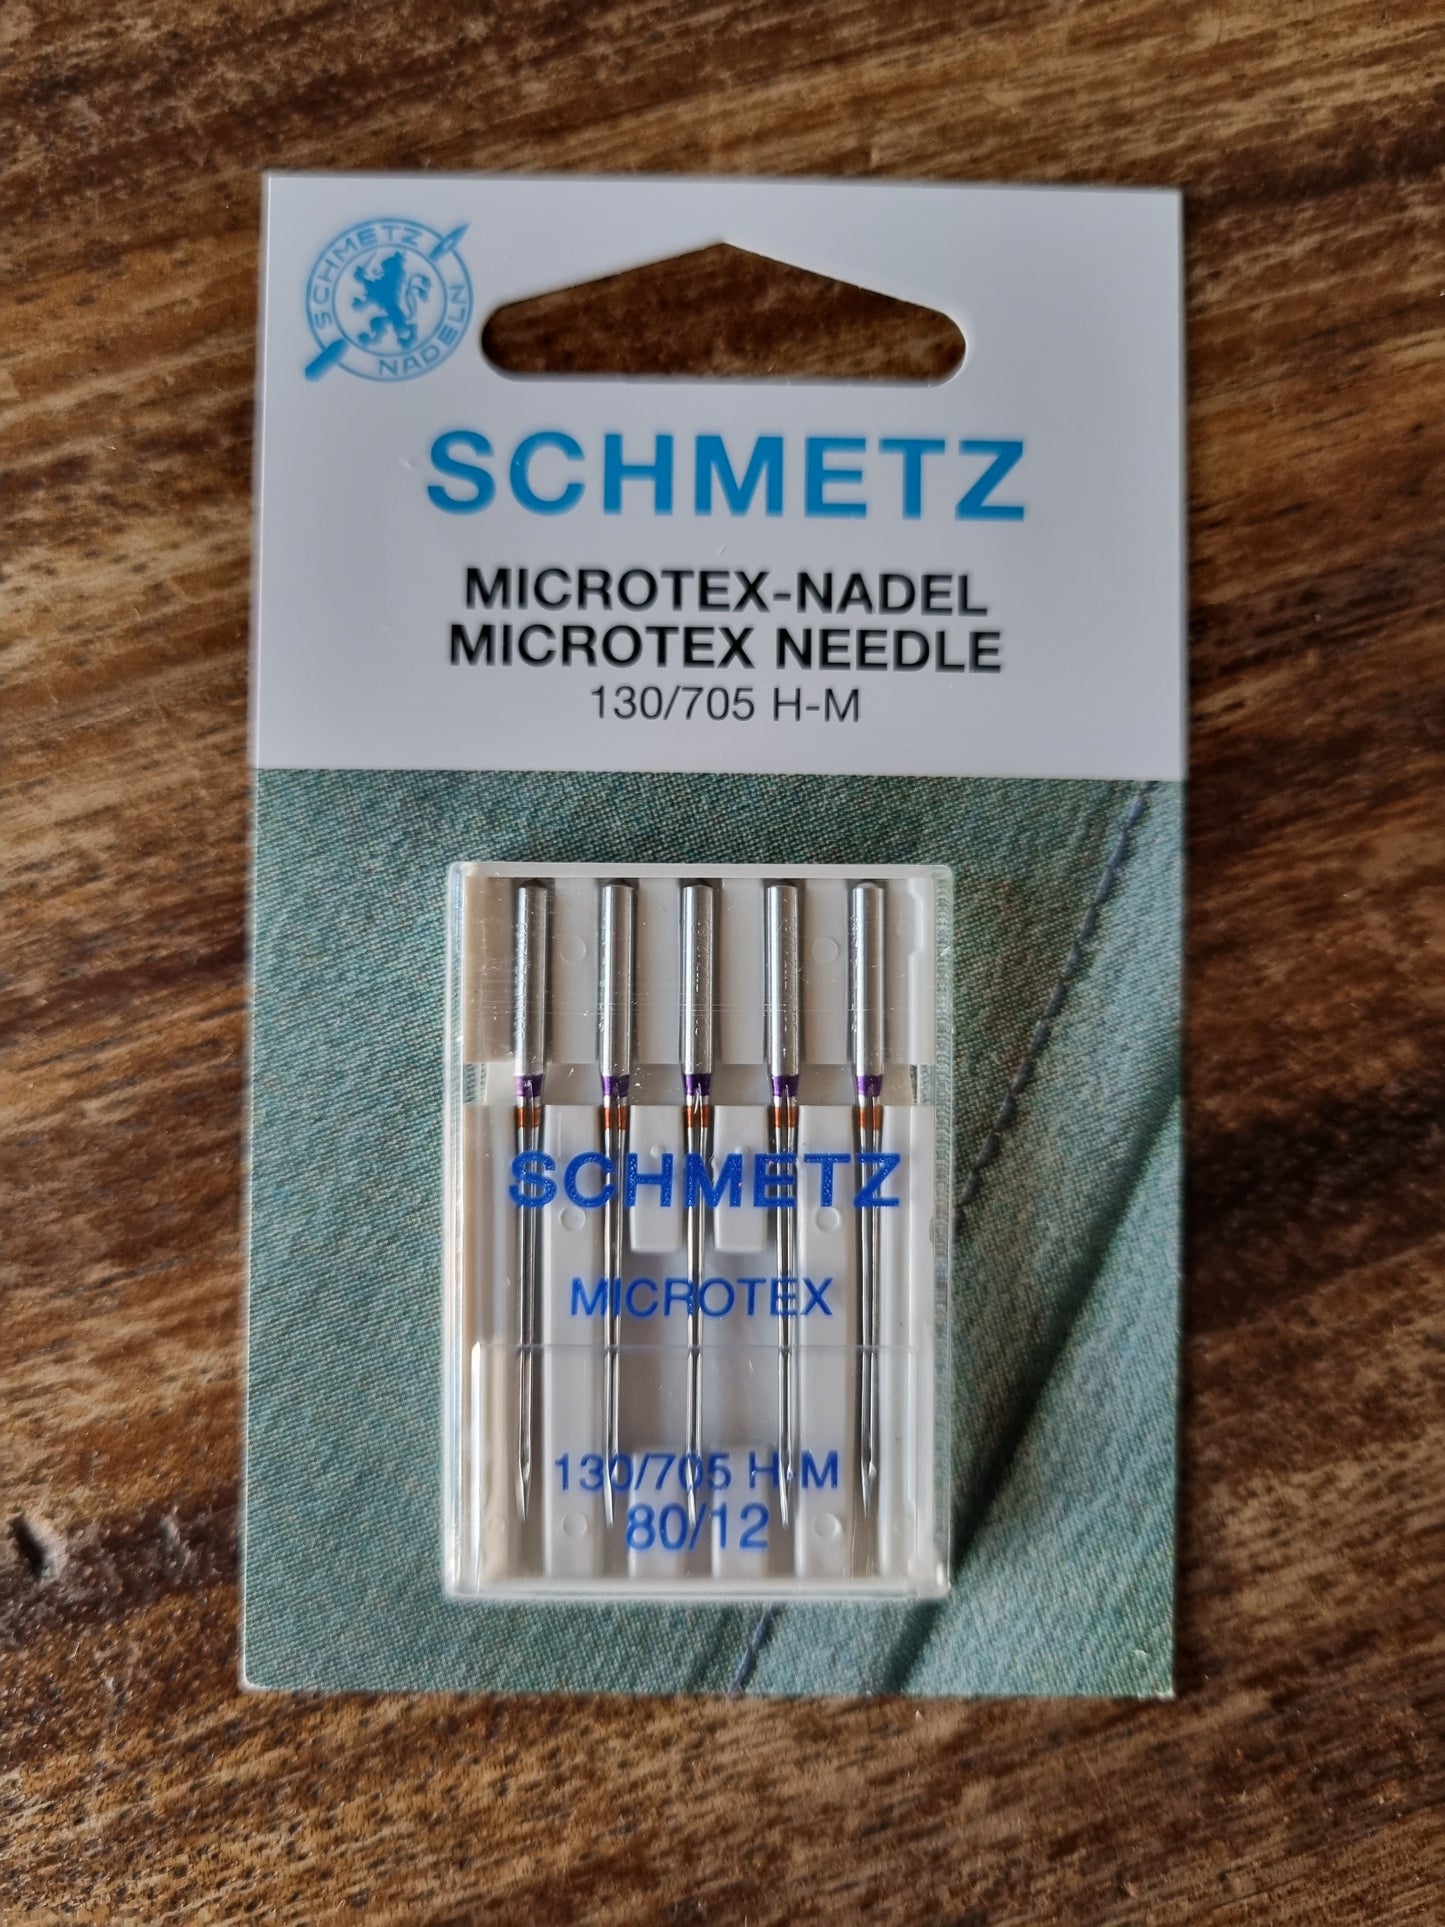 SCHMETZ
NADELN
SCHMETZ
MICROTEX-NADEL
MICROTEX NEEDLE
130/705 H-M
SCHMETZ
MICROTEX
130/705 H-M
80/12